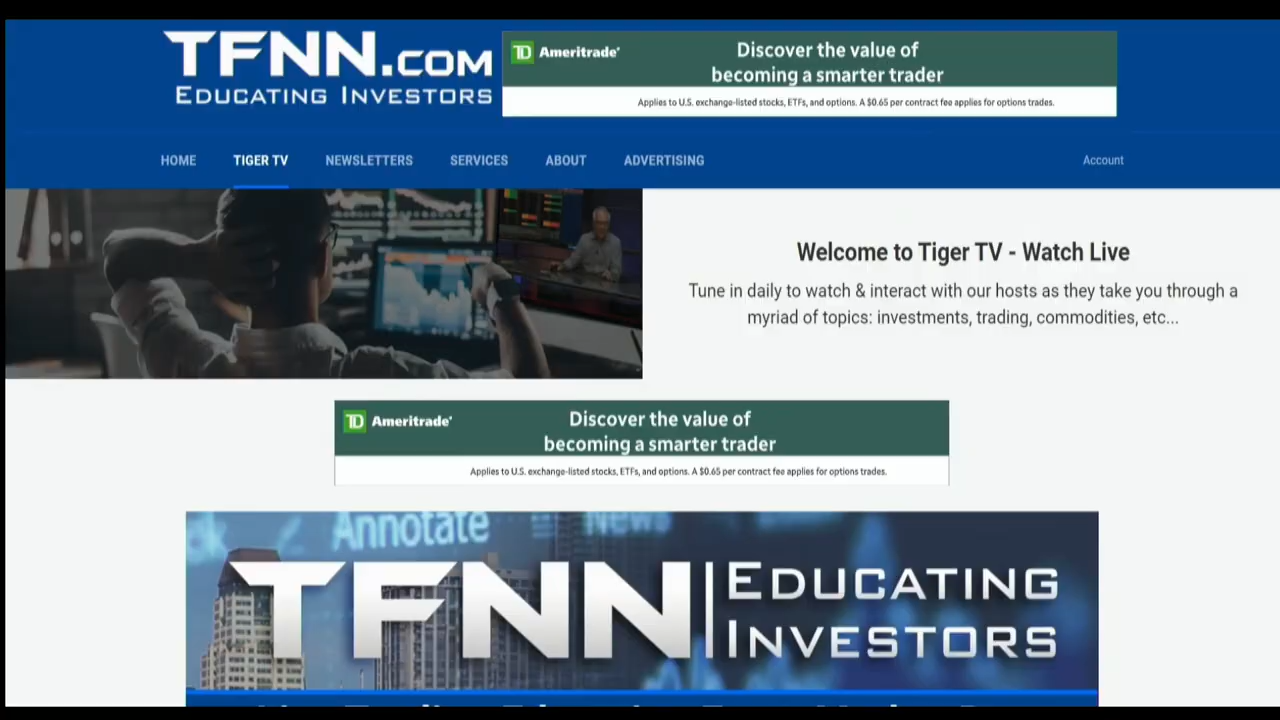 TFNN.COM
EDUCATING INVESTORS
TD Ameritrade
Discover the value of
becoming a smarter trader
Applies to U.S. exchange-listed stocks, ETFs, and options. A $0.65 per contract fee applies for options trades.
HOME TIGER TV NEWSLETTERS SERVICES ABOUT ADVERTISING Account
Welcome to Tiger TV - Watch Live
Tune in daily to watch & interact with our hosts as they take you through a
myriad of topics: investments, trading, commodities, etc...
TD Ameritrade
Discover the value of
becoming a smarter trader
Applies to U.S. exchange-listed stocks, ETFs, and options. A $0.65 per contract fee applies for options trades.
Annotate News
TFNN
EDUCATING
INVESTORS